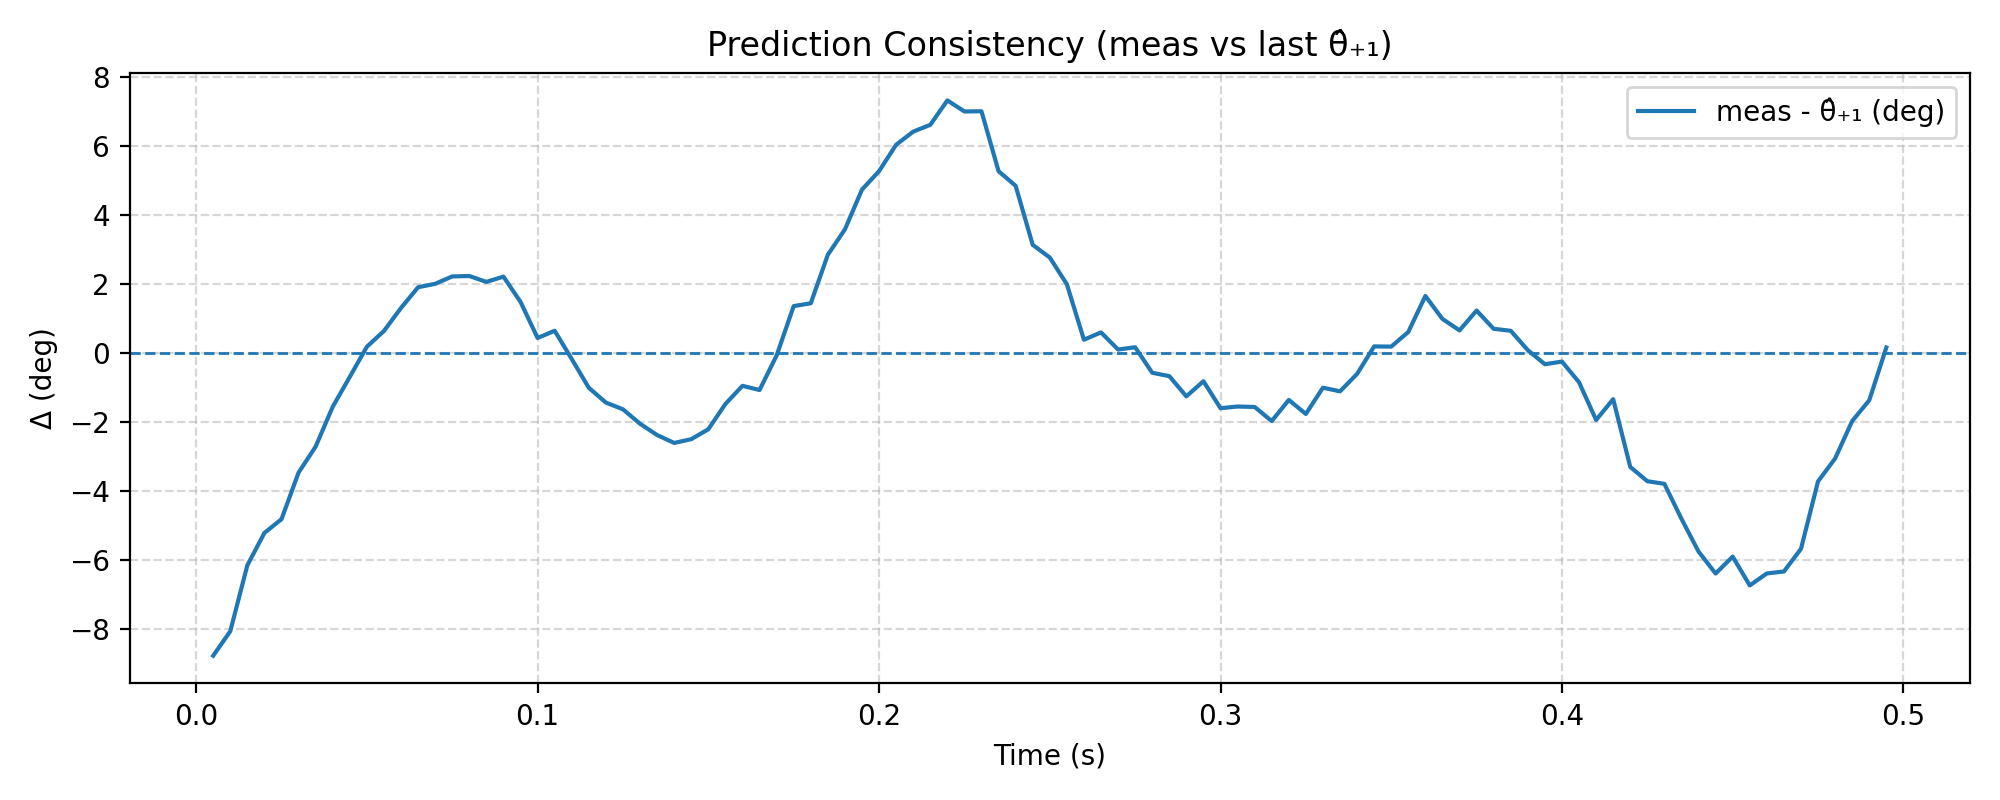 Prediction Consistency (meas vs last θ̂₊₁)
meas - θ̂₊₁ (deg)
Δ (deg)
8
6
4
2
0
−2
−4
−6
−8
0.0 0.1 0.2 0.3 0.4 0.5
Time (s)